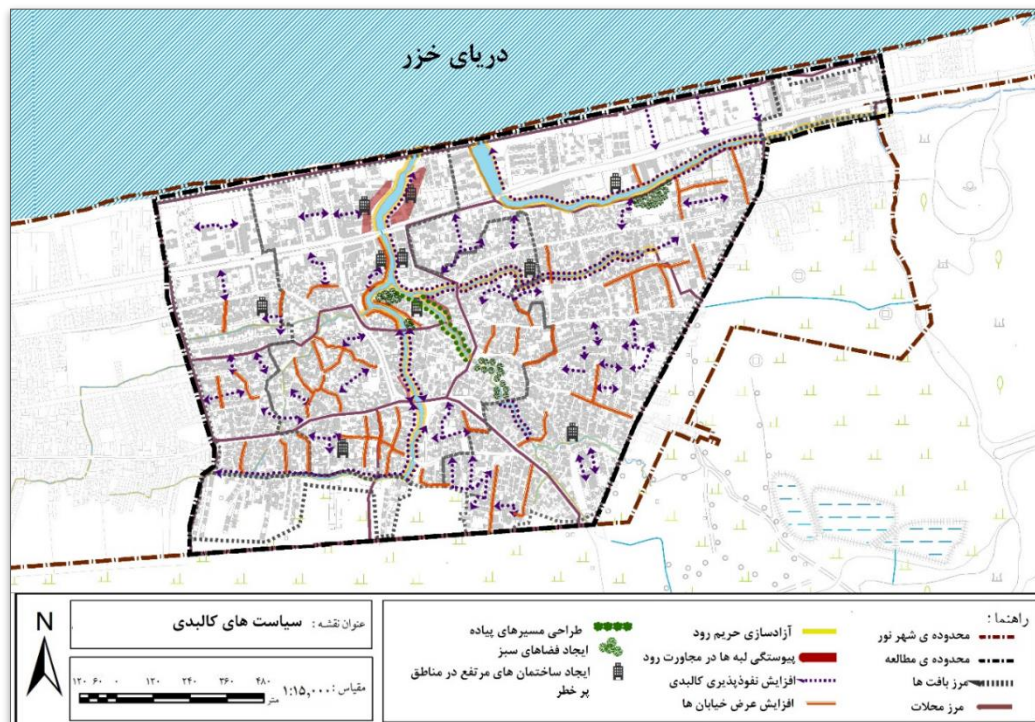 دریای خزر
N
عنوان نقشه : سیاست های کالبدی
۱۲۰ ۶۰ ۰ ۱۲۰ ۲۴۰ ۳۶۰ ۴۸۰
متر
مقیاس: ۱:۱۵,۰۰۰
راهنما :
محدوده ی شهر نور
محدوده ی مطالعه
مرز بافت ها
مرز محلات
آزادسازی حریم رود
پیوستگی لبه ها در مجاورت رود
افزایش نفوذپذیری کالبدی
افزایش عرض خیابان ها
طراحی مسیرهای پیاده
ایجاد فضاهای سبز
ایجاد ساختمان های مرتفع در مناطق
پر خطر